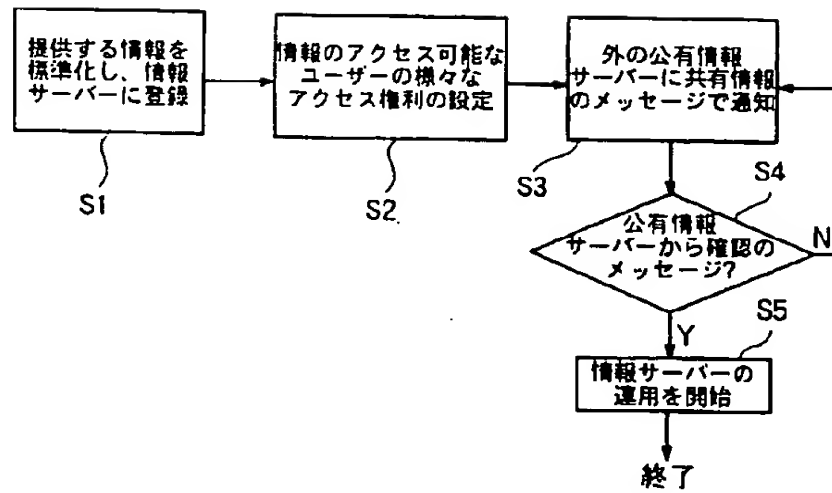 提供する情報を
標準化し、情報
サーバーに登録
S1
情報のアクセス可能な
ユーザーの様々な
アクセス権利の設定
S2
外の公有情報
サーバーに共有情報
のメッセージで通知
S3
S4
公有情報
サーバーから確認の
メッセージ?
N
Y
S5
情報サーバーの
運用を開始
終了